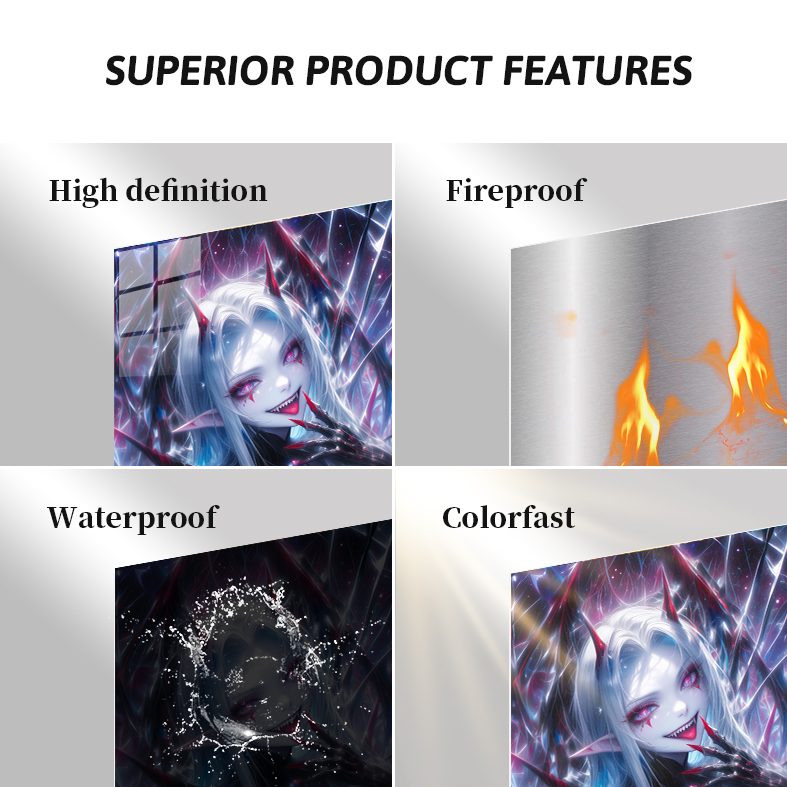 SUPERIOR PRODUCT FEATURES
High definition
Fireproof
Waterproof
Colorfast